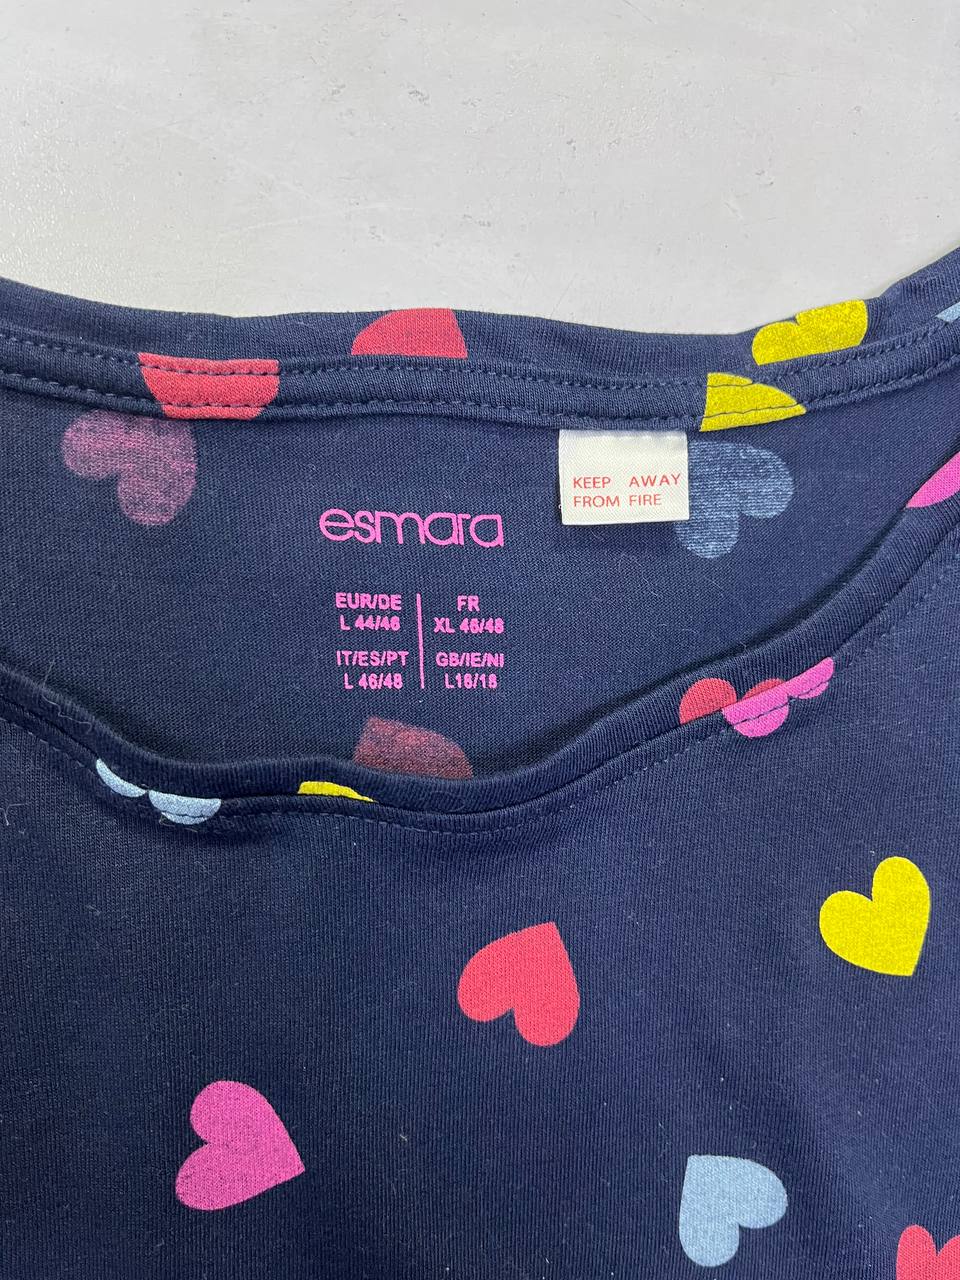 KEEP AWAY
FROM FIRE
esmara
EUR/DE
L 44/46
FR
XL 46/48
IT/ES/PT
L 46/48
GB/IE/NI
L16/18